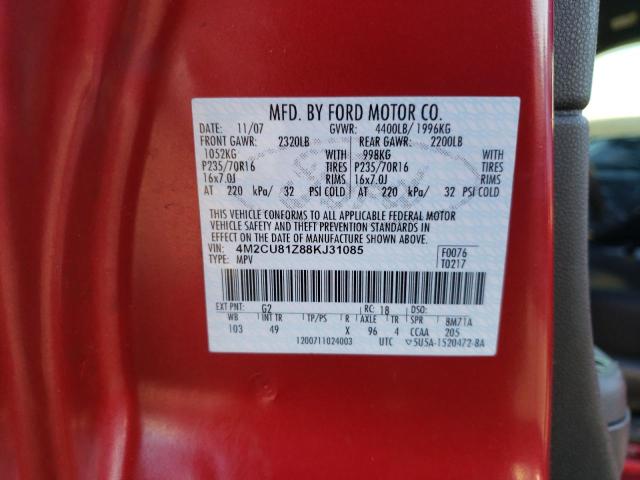 MFD. BY FORD MOTOR CO.
DATE: 11/07 GVWR: 4400LB/ 1996KG
FRONT GAWR: 2320LB REAR GAWR: 2200LB
1052KG WITH 998KG WITH
P235/70R16 TIRES P235/70R16 TIRES
16x7.0J RIMS 16x7.0J RIMS
AT 220 kPa/ 32 PSI COLD AT 220 kPa/ 32 PSI COLD
THIS VEHICLE CONFORMS TO ALL APPLICABLE FEDERAL MOTOR
VEHICLE SAFETY AND THEFT PREVENTION STANDARDS IN
EFFECT ON THE DATE OF MANUFACTURE SHOWN ABOVE.
VIN: 4M2CU81Z88KJ31085 F0076
TYPE: MPV T0217
EXT PNT: G2 RC: 18 DSO:
WB INT TR TP/PS R AXLE TR SPR 8M71A
103 49 X 96 4 CCAA 205
1200711024003 UTC ▽5U5A-1520472-8A